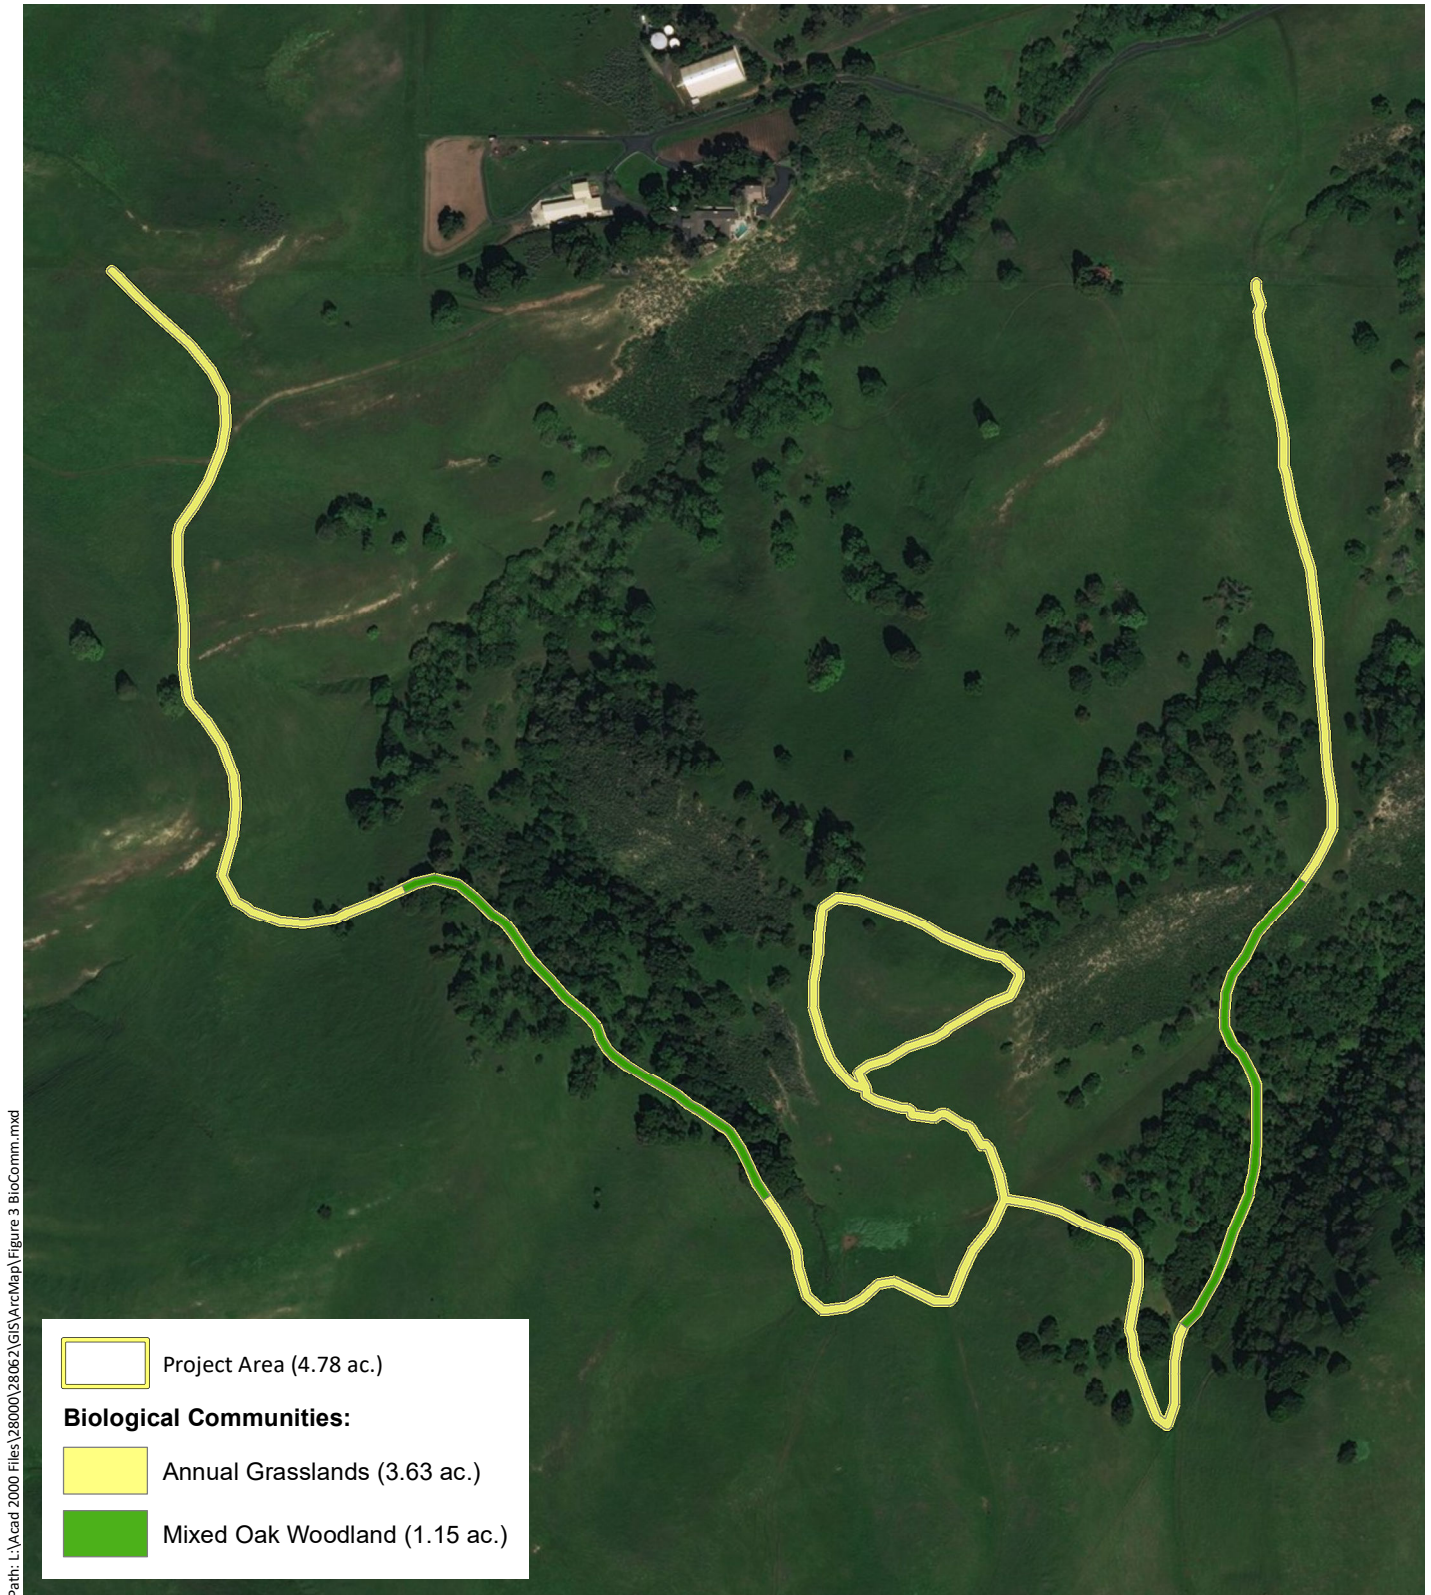 Project Area (4.78 ac.)
Biological Communities:
Annual Grasslands (3.63 ac.)
Mixed Oak Woodland (1.15 ac.)
Path: L:\Acad 2000 Files\28000\28062\GIS\ArcMap\Figure 3 BioComm.mxd